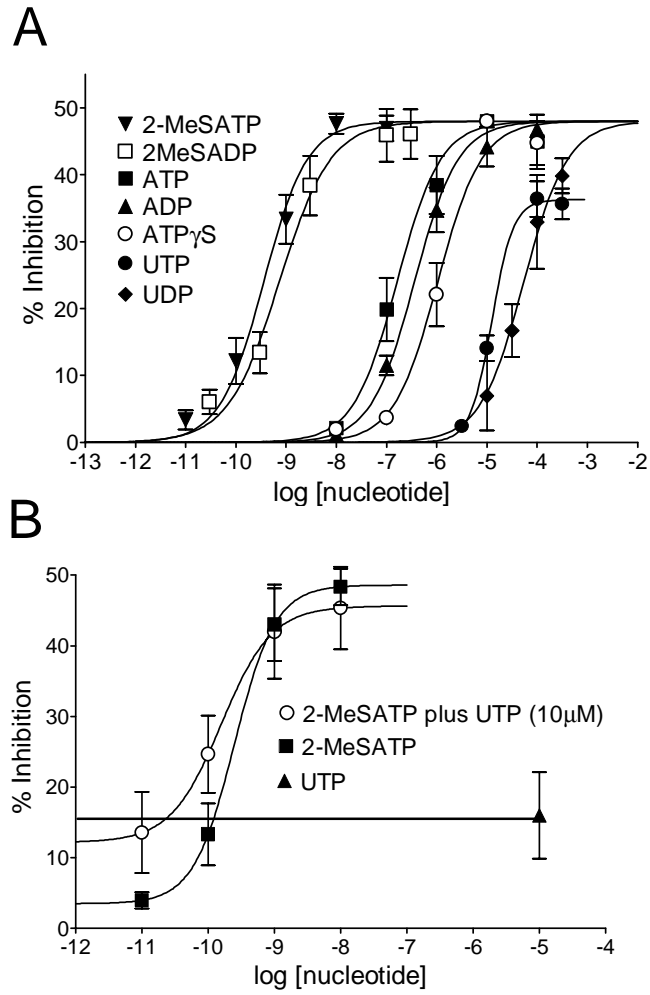 A
50
40
30
20
10
0
% Inhibition
2-MeSATP
2MeSADP
ATP
ADP
ATPγS
UTP
UDP
-13 -12 -11 -10 -9 -8 -7 -6 -5 -4 -3 -2
log [nucleotide]
B
50
40
30
20
10
0
% Inhibition
2-MeSATP plus UTP (10μM)
2-MeSATP
UTP
-12 -11 -10 -9 -8 -7 -6 -5 -4
log [nucleotide]